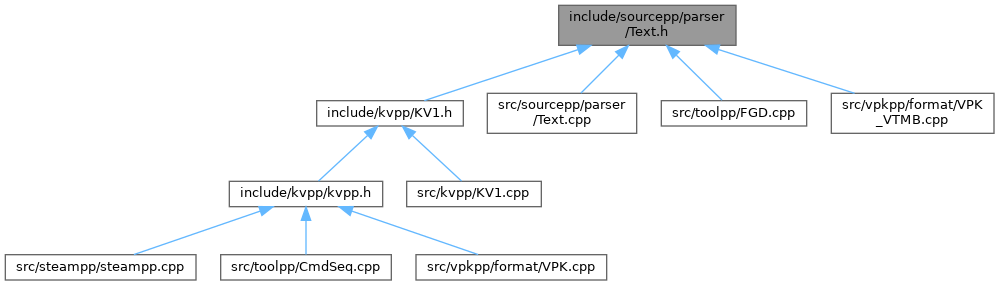 include/sourcepp/parser
/Text.h
include/kvpp/KV1.h
src/sourcepp/parser
/Text.cpp
src/toolpp/FGD.cpp
src/vpkpp/format/VPK
_VTMB.cpp
include/kvpp/kvpp.h
src/kvpp/KV1.cpp
src/steampp/steampp.cpp
src/toolpp/CmdSeq.cpp
src/vpkpp/format/VPK.cpp